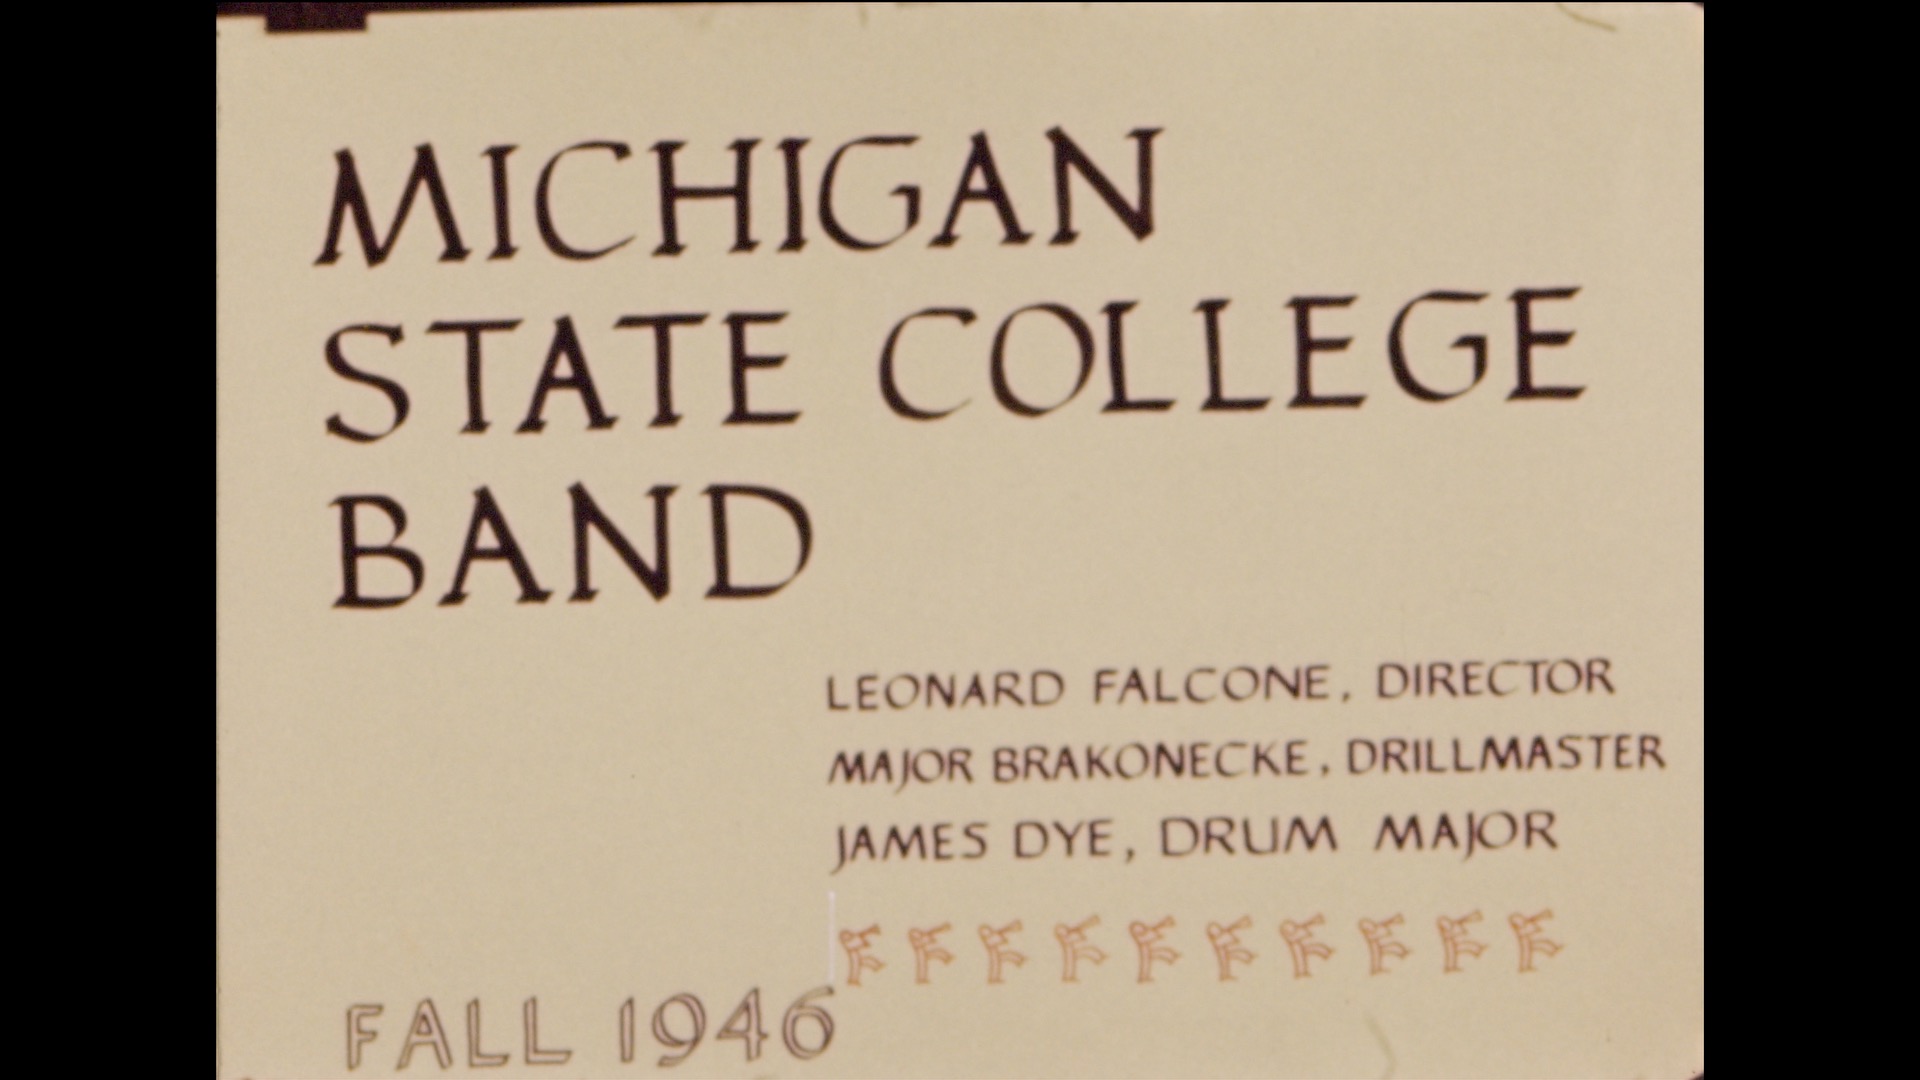 MICHIGAN
STATE COLLEGE
BAND
LEONARD FALCONE, DIRECTOR
MAJOR BRAKONECKE, DRILLMASTER
JAMES DYE, DRUM MAJOR
FALL 1946